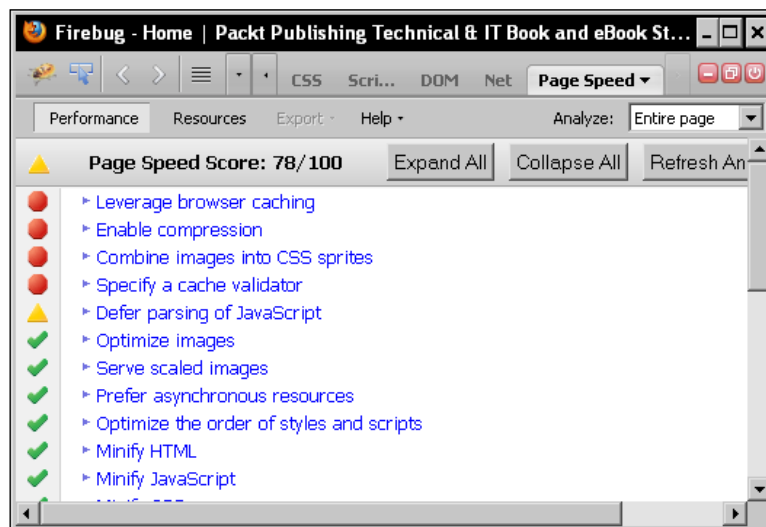 Firebug - Home | Packt Publishing Technical & IT Book and eBook St...
CSS Scri... DOM Net Page Speed
Performance Resources Export Help Analyze: Entire page
Page Speed Score: 78/100 Expand All Collapse All Refresh An
Leverage browser caching
Enable compression
Combine images into CSS sprites
Specify a cache validator
Defer parsing of JavaScript
Optimize images
Serve scaled images
Prefer asynchronous resources
Optimize the order of styles and scripts
Minify HTML
Minify JavaScript